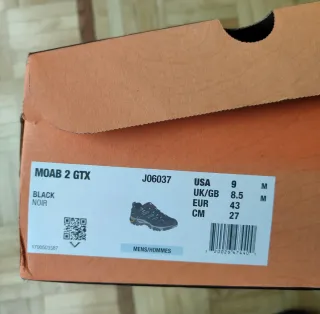 MOAB 2 GTX
J06037
BLACK
NOIR
USA 9 M
UK/GB 8.5 M
EUR 43
CM 27
MENS/HOMMES